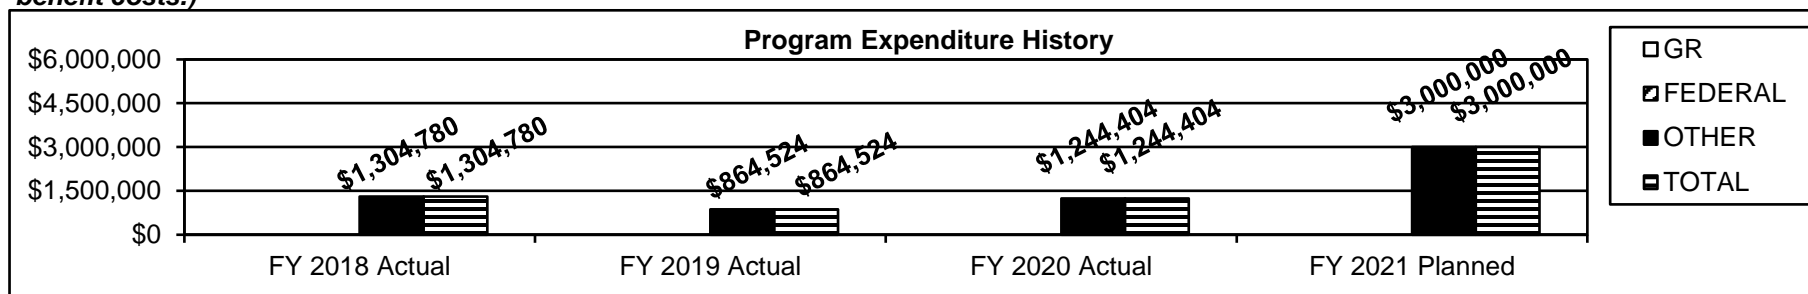 benefit costs.)
Program Expenditure History
$6,000,000
$4,500,000
$3,000,000
$1,500,000
$0
$1,304,780
$1,304,780
$864,524
$864,524
$1,244,404
$1,244,404
$3,000,000
$3,000,000
FY 2018 Actual
FY 2019 Actual
FY 2020 Actual
FY 2021 Planned
GR
FEDERAL
OTHER
TOTAL